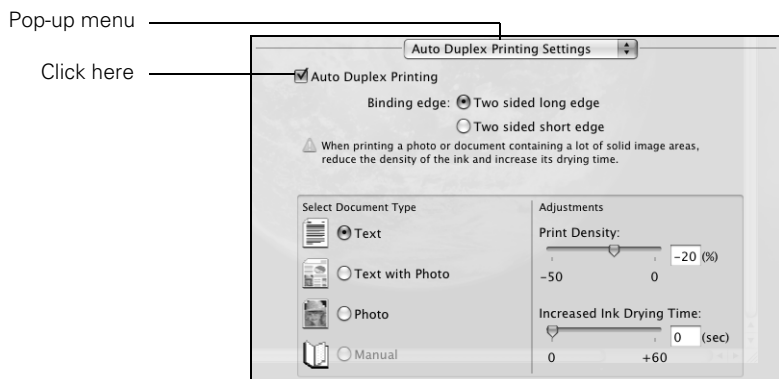 Pop-up menu
Auto Duplex Printing Settings
Click here
Auto Duplex Printing
Binding edge: Two sided long edge
Two sided short edge
When printing a photo or document containing a lot of solid image areas,
reduce the density of the ink and increase its drying time.
Select Document Type
Text
Text with Photo
Photo
Manual
Adjustments
Print Density:
-20 (%)
-50 0
Increased Ink Drying Time:
0 (sec)
0 +60